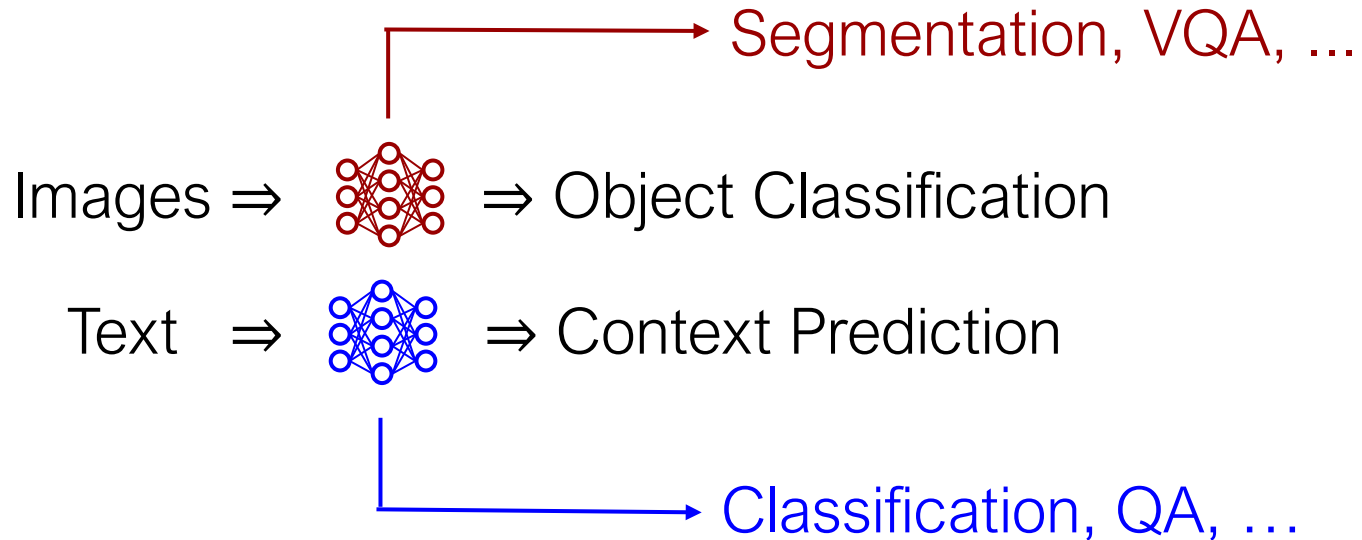 Segmentation, VQA, ...
Images ⇒ ⇒ Object Classification
Text ⇒ ⇒ Context Prediction
Classification, QA, …